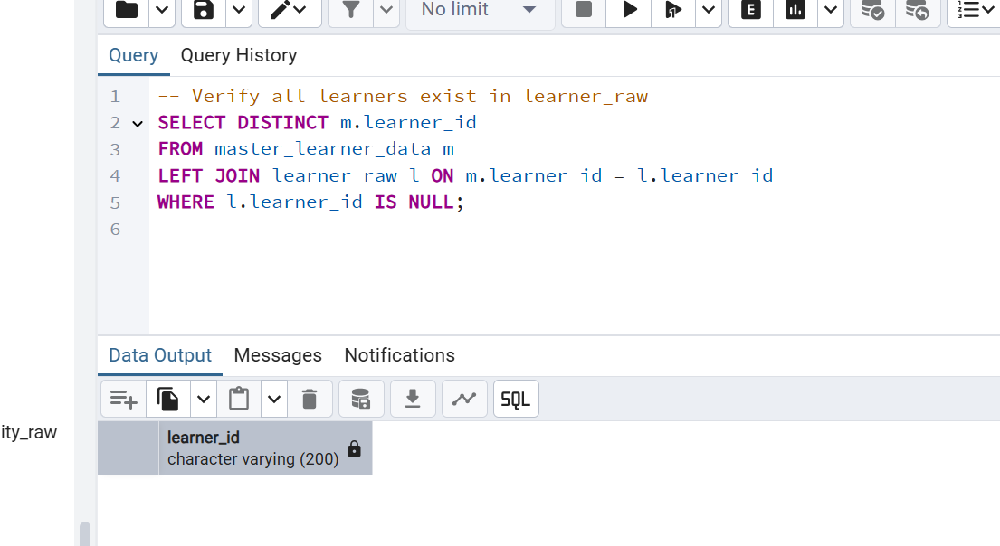 No limit
E
Query Query History
1 -- Verify all learners exist in learner_raw
2 SELECT DISTINCT m.learner_id
3 FROM master_learner_data m
4 LEFT JOIN learner_raw l ON m.learner_id = l.learner_id
5 WHERE l.learner_id IS NULL;
6
Data Output Messages Notifications
SQL
ity_raw
learner_id
character varying (200)